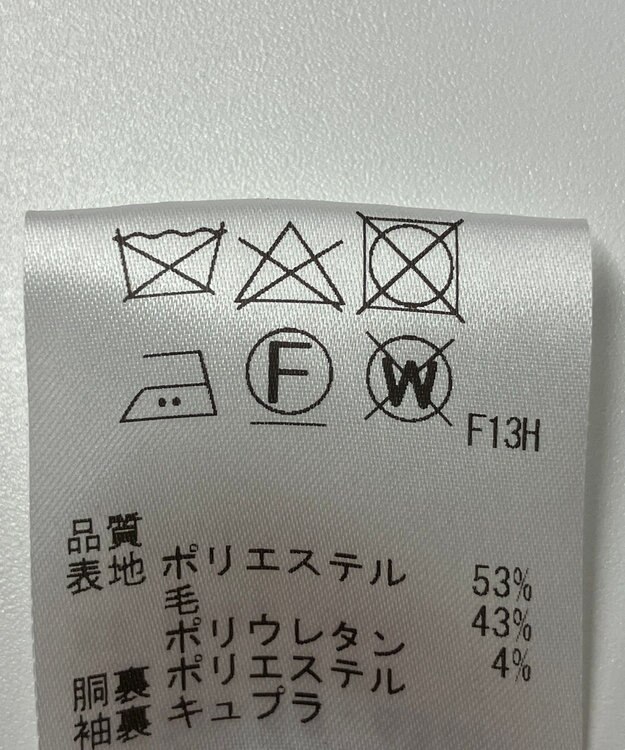 F W F13H
品質
表地 ポリエステル 53%
毛 43%
ポリウレタン 4%
胴裏 ポリエステル
袖裏 キュプラ